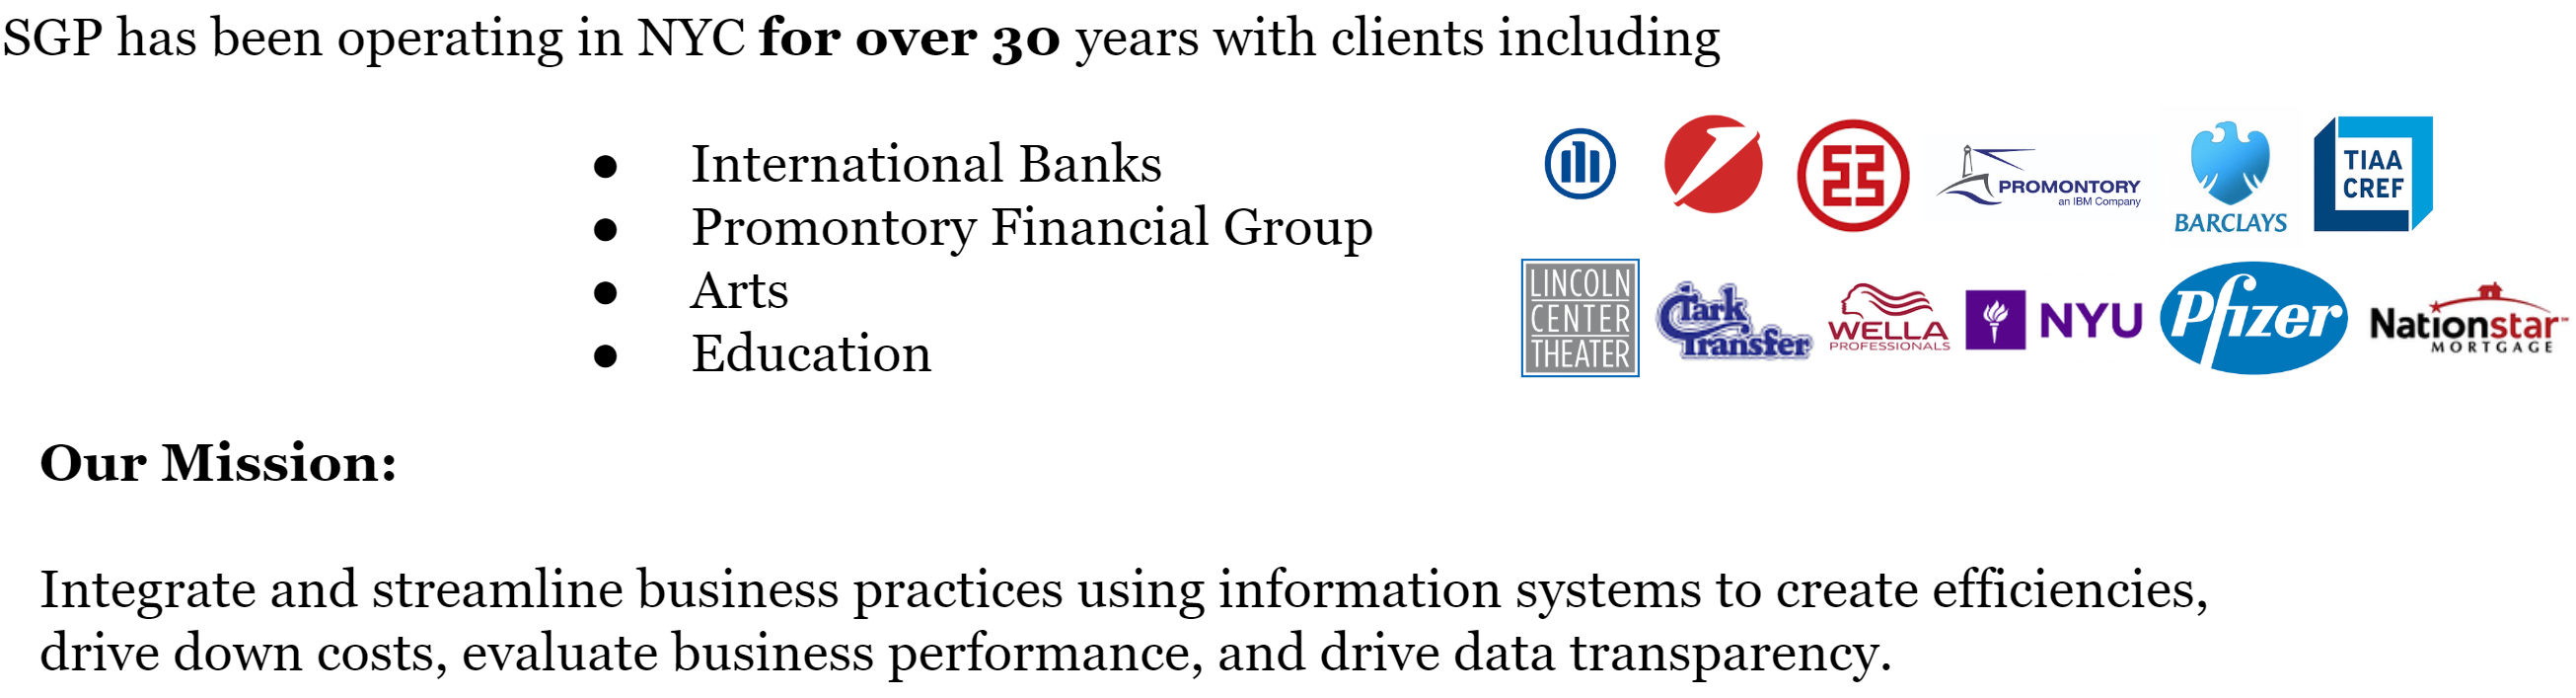 SGP has been operating in NYC for over 30 years with clients including
● International Banks
● Promontory Financial Group
● Arts
● Education
PROMONTORY
an IBM Company
BARCLAYS
TIAA
CREF
LINCOLN
CENTER
THEATER
Clark
Transfer
WELLA
PROFESSIONALS
NYU
Pfizer
Nationstar℠
MORTGAGE
Our Mission:
Integrate and streamline business practices using information systems to create efficiencies,
drive down costs, evaluate business performance, and drive data transparency.